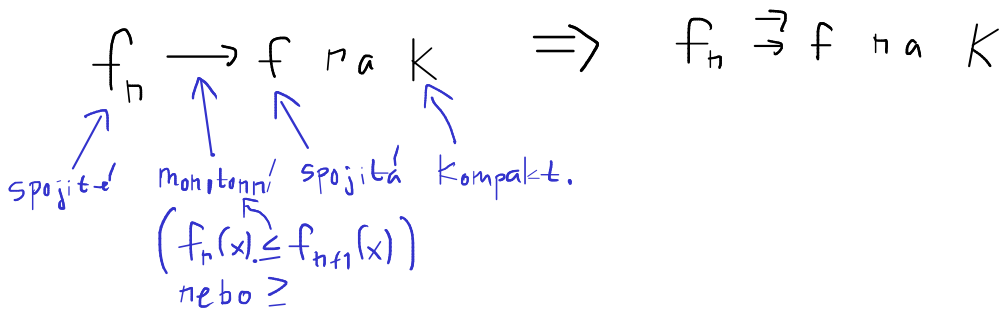 fₙ ⟶ f na K ⟹ fₙ ⇉ f na K
spojité monotonní spojitá kompakt.
(fₙ(x) ≤ fₙ₊₁(x))
nebo ≥